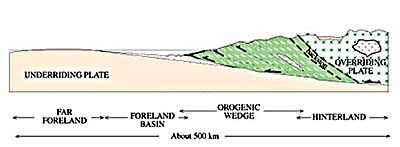 UNDERRIDING PLATE
OVERRIDING
PLATE
FAR
FORELAND
FORELAND
BASIN
OROGENIC
WEDGE
HINTERLAND
About 500 km